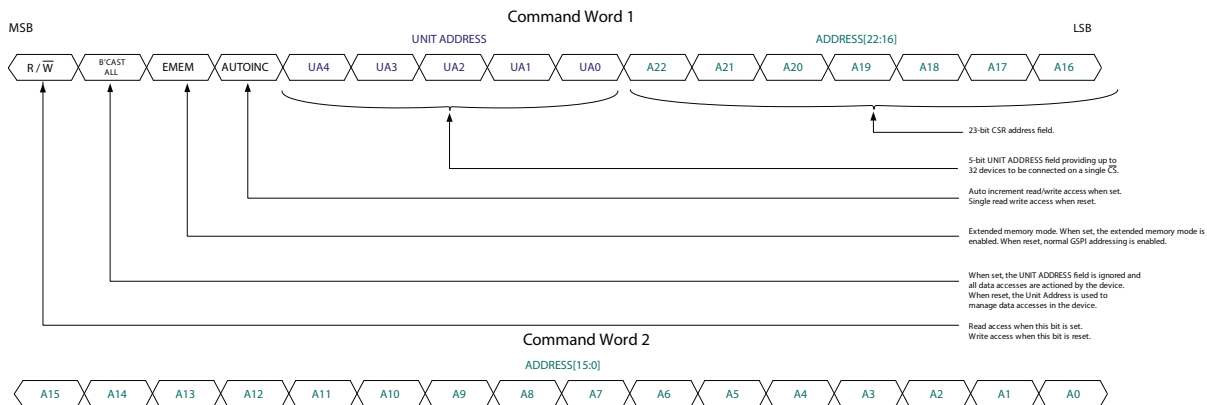 Command Word 1
MSB
LSB
UNIT ADDRESS
ADDRESS[22:16]
R / W B'CAST ALL EMEM AUTOINC UA4 UA3 UA2 UA1 UA0 A22 A21 A20 A19 A18 A17 A16
23-bit CSR address field.
5-bit UNIT ADDRESS field providing up to
32 devices to be connected on a single CS.
Auto increment read/write access when set.
Single read write access when reset.
Extended memory mode. When set, the extended memory mode is
enabled. When reset, normal GSPI addressing is enabled.
When set, the UNIT ADDRESS field is ignored and
all data accesses are actioned by the device.
When reset, the Unit Address is used to
manage data accesses in the device.
Read access when this bit is set.
Write access when this bit is reset.
Command Word 2
ADDRESS[15:0]
A15 A14 A13 A12 A11 A10 A9 A8 A7 A6 A5 A4 A3 A2 A1 A0